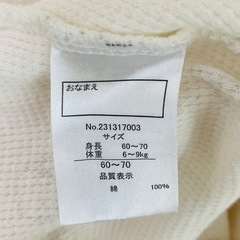 おなまえ
No.231317003
サイズ
身長 60〜70
体重 6〜9kg
60〜70
品質表示
綿 100%